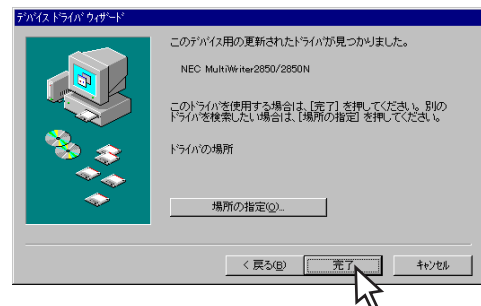 ﾃﾞﾊﾞｲｽ ﾄﾞﾗｲﾊﾞ ｳｨｻﾞｰﾄﾞ
このﾃﾞﾊﾞｲｽ用の更新されたﾄﾞﾗｲﾊﾞが見つかりました。
NEC MultiWriter2850/2850N
このﾄﾞﾗｲﾊﾞを使用する場合は、[完了] を押してください。別の
ﾄﾞﾗｲﾊﾞを検索したい場合は、[場所の指定] を押してください。
ﾄﾞﾗｲﾊﾞの場所
場所の指定(O)...
< 戻る(B)
完了
ｷｬﾝｾﾙ